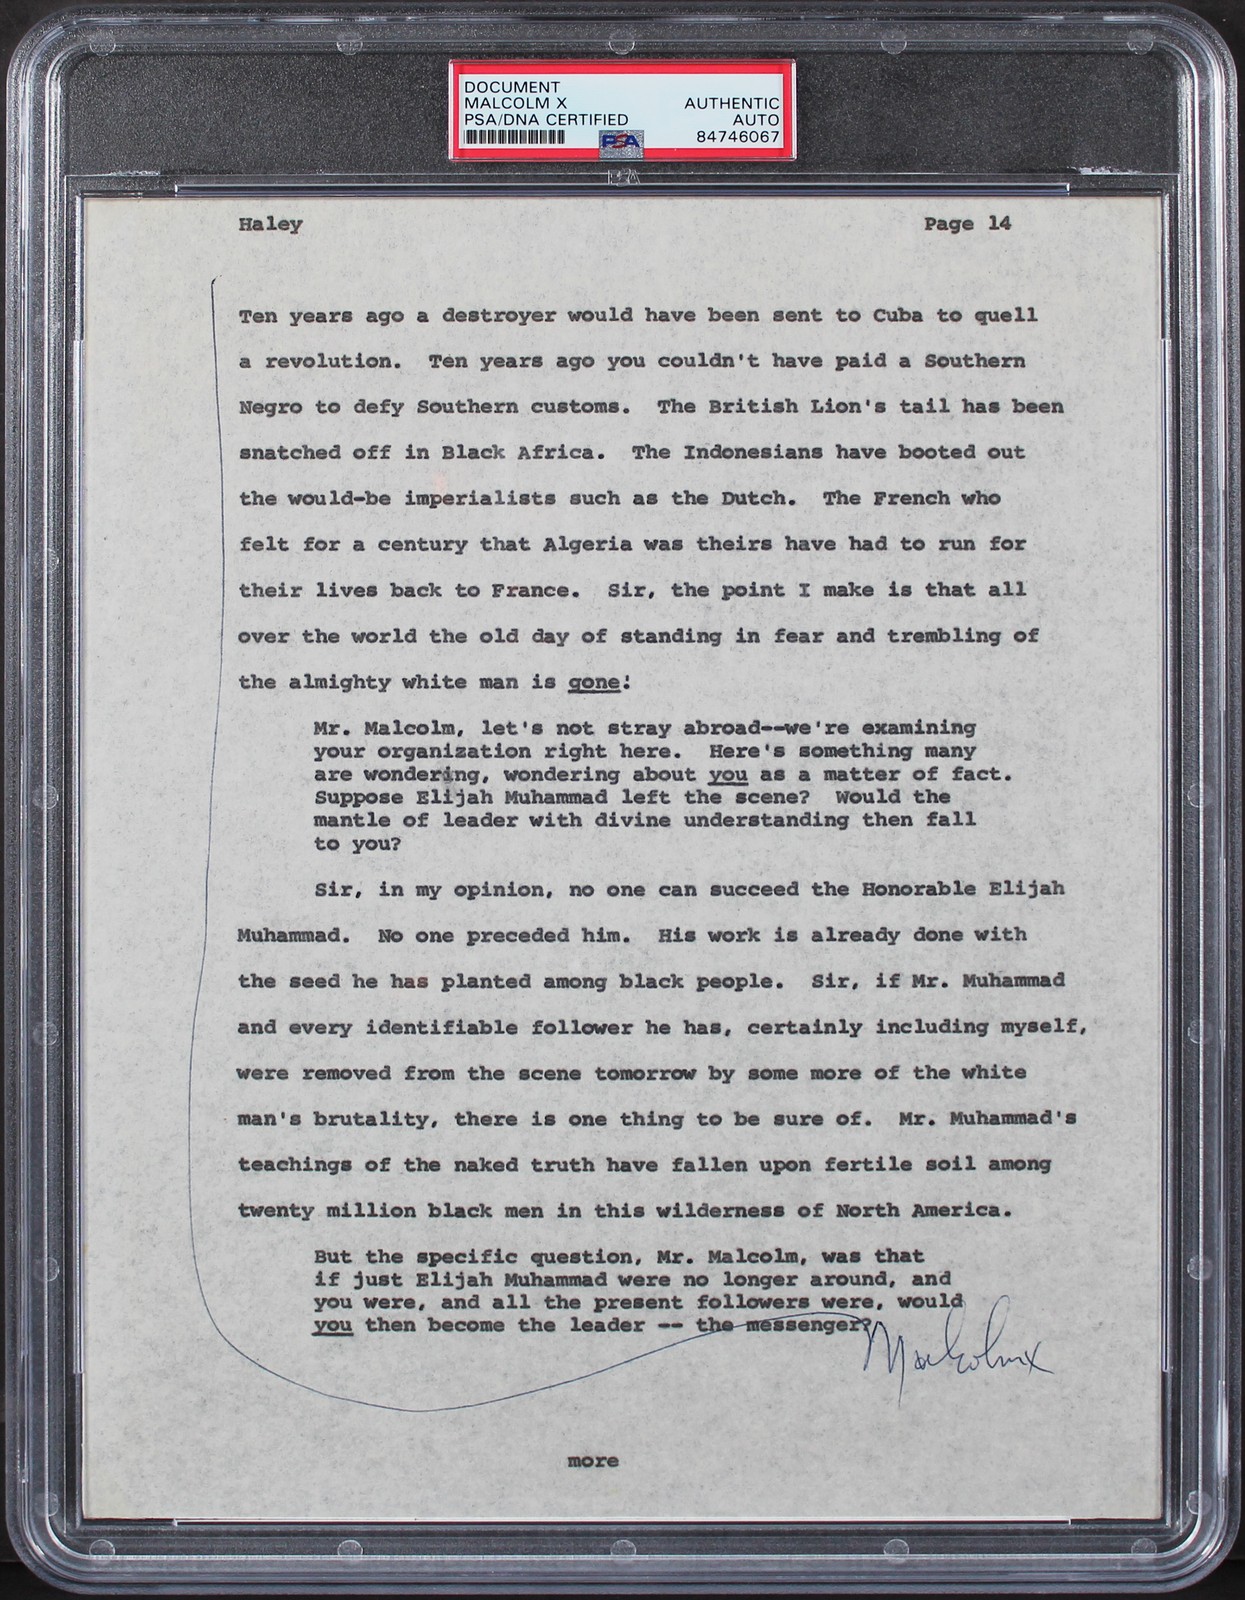 DOCUMENT
MALCOLM X
PSA/DNA CERTIFIED
AUTHENTIC
AUTO
84746067
PSA
PSA
Haley Page 14
Ten years ago a destroyer would have been sent to Cuba to quell
a revolution. Ten years ago you couldn't have paid a Southern
Negro to defy Southern customs. The British Lion's tail has been
snatched off in Black Africa. The Indonesians have booted out
the would-be imperialists such as the Dutch. The French who
felt for a century that Algeria was theirs have had to run for
their lives back to France. Sir, the point I make is that all
over the world the old day of standing in fear and trembling of
the almighty white man is gone!
Mr. Malcolm, let's not stray abroad--we're examining
your organization right here. Here's something many
are wondering, wondering about you as a matter of fact.
Suppose Elijah Muhammad left the scene? Would the
mantle of leader with divine understanding then fall
to you?
Sir, in my opinion, no one can succeed the Honorable Elijah
Muhammad. No one preceded him. His work is already done with
the seed he has planted among black people. Sir, if Mr. Muhammad
and every identifiable follower he has, certainly including myself,
were removed from the scene tomorrow by some more of the white
man's brutality, there is one thing to be sure of. Mr. Muhammad's
teachings of the naked truth have fallen upon fertile soil among
twenty million black men in this wilderness of North America.
But the specific question, Mr. Malcolm, was that
if just Elijah Muhammad were no longer around, and
you were, and all the present followers were, would
you then become the leader -- the messenger?
Malcolm X
more